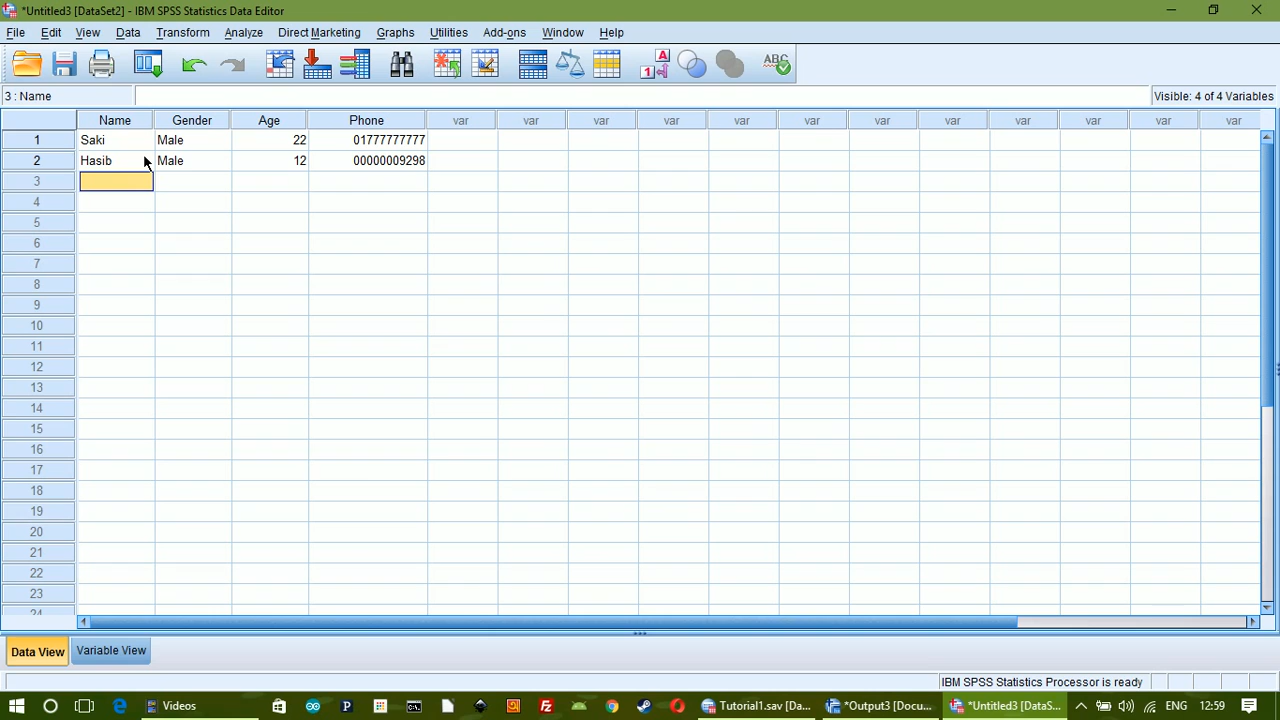 *Untitled3 [DataSet2] - IBM SPSS Statistics Data Editor
File Edit View Data Transform Analyze Direct Marketing Graphs Utilities Add-ons Window Help
A
1
ABC
3 : Name Visible: 4 of 4 Variables
Name Gender Age Phone var var var var var var var var var var var var
1 Saki Male 22 01777777777
2 Hasib Male 12 00000009298
3
4
5
6
7
8
9
10
11
12
13
14
15
16
17
18
19
20
21
22
23
24
Data View Variable View
IBM SPSS Statistics Processor is ready
Videos Tutorial1.sav [Da... *Output3 [Docu... *Untitled3 [DataS... ENG 12:59